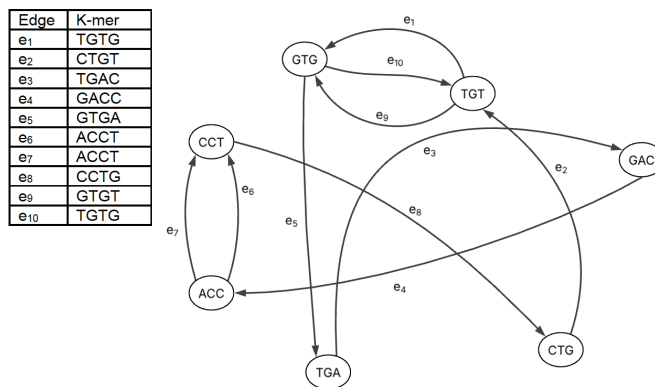 Edge K-mer
e₁ TGTG
e₂ CTGT
e₃ TGAC
e₄ GACC
e₅ GTGA
e₆ ACCT
e₇ ACCT
e₈ CCTG
e₉ GTGT
e₁₀ TGTG
e₁
GTG
e₁₀
TGT
e₉
CCT
e₃
e₂
GAC
e₆
e₈
e₅
e₇
ACC
e₄
CTG
TGA